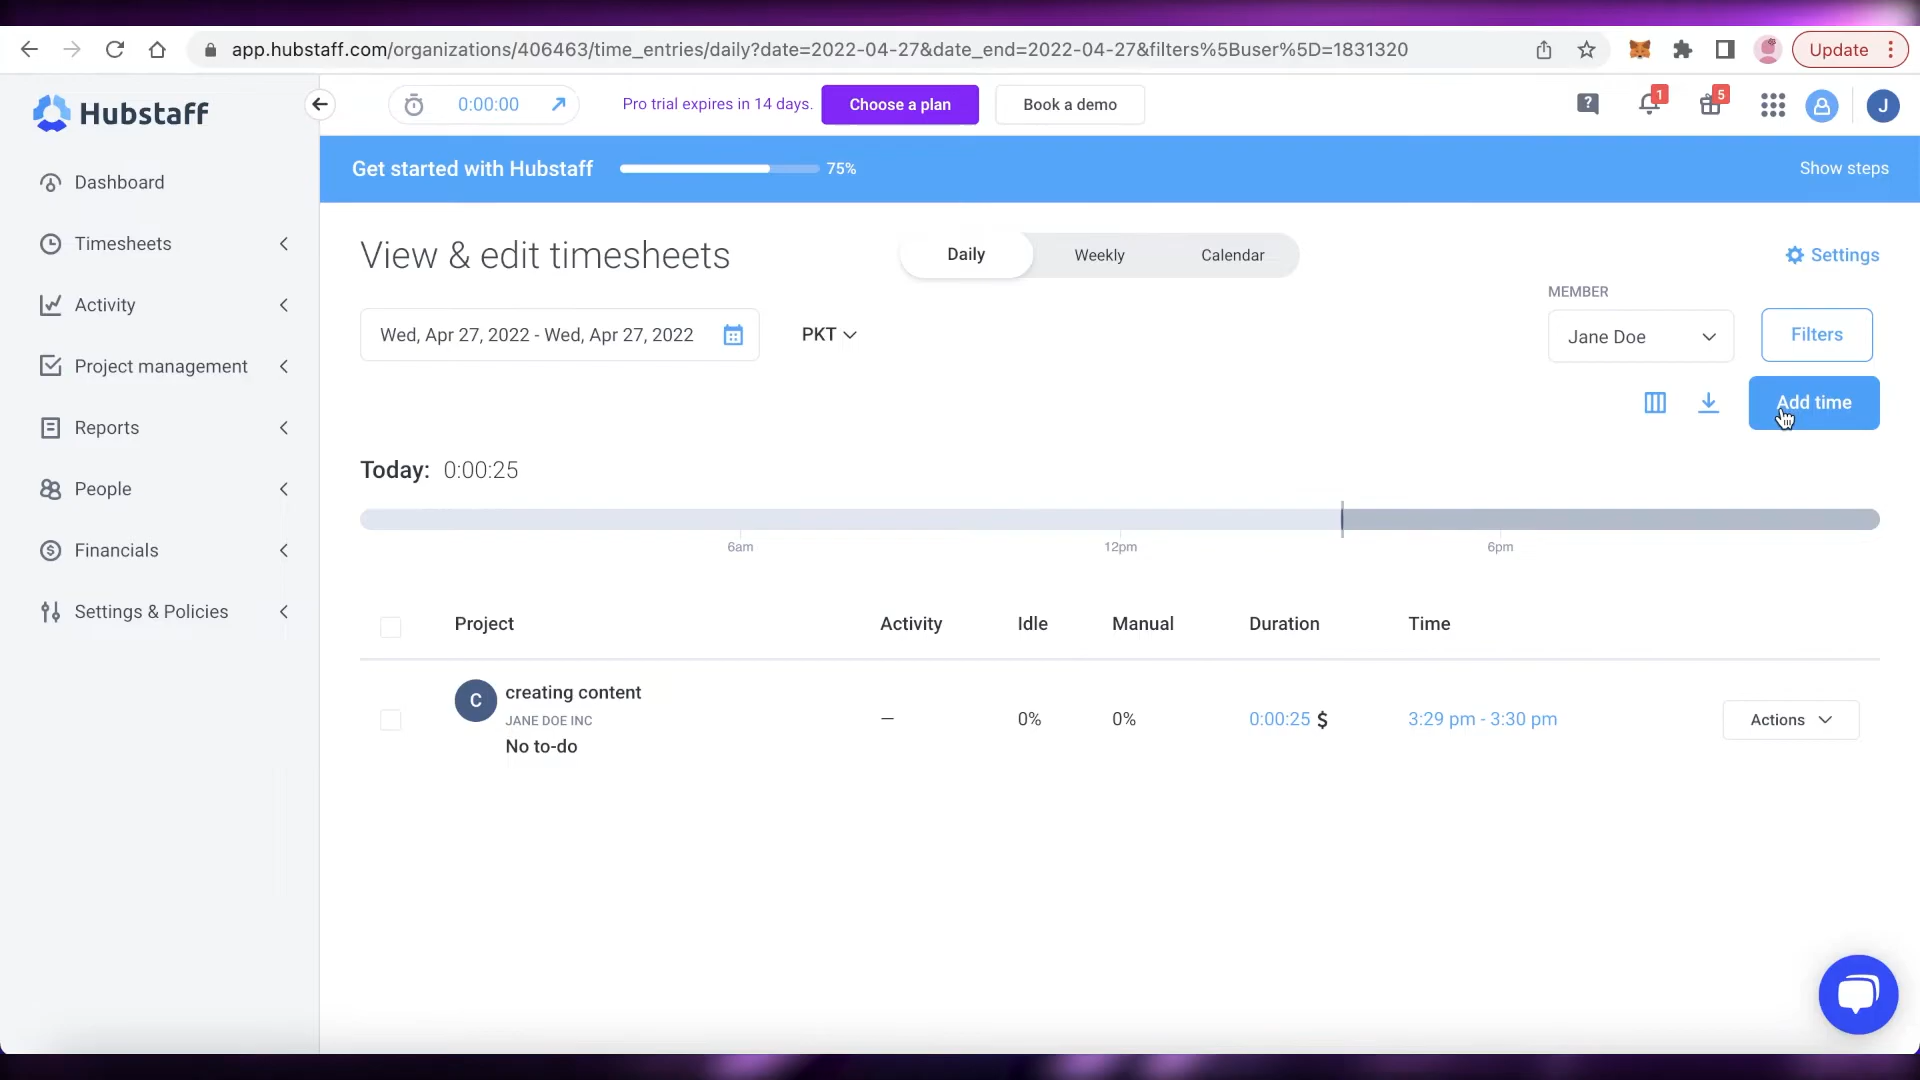 app.hubstaff.com/organizations/406463/time_entries/daily?date=2022-04-27&date_end=2022-04-27&filters%5Buser%5D=1831320
Update
Hubstaff
0:00:00
Pro trial expires in 14 days.
Choose a plan
Book a demo
?
1
5
J
Get started with Hubstaff
75%
Show steps
Dashboard
Timesheets
Activity
Project management
Reports
People
Financials
Settings & Policies
View & edit timesheets
Daily
Weekly
Calendar
Settings
MEMBER
Wed, Apr 27, 2022 - Wed, Apr 27, 2022
PKT
Jane Doe
Filters
Add time
Today: 0:00:25
6am
12pm
6pm
Project
Activity
Idle
Manual
Duration
Time
C
creating content
JANE DOE INC
No to-do
—
0%
0%
0:00:25 $
3:29 pm - 3:30 pm
Actions